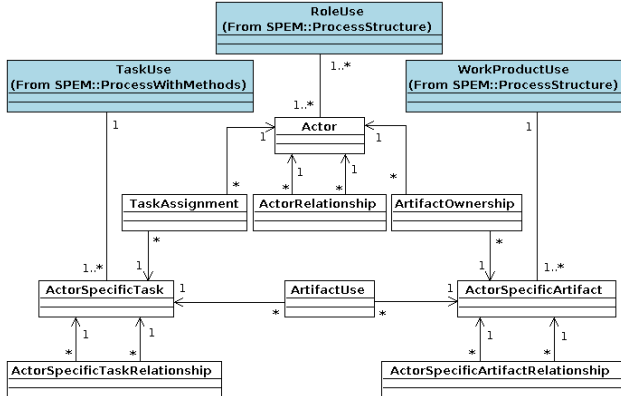 RoleUse
(From SPEM::ProcessStructure)
TaskUse
(From SPEM::ProcessWithMethods)
WorkProductUse
(From SPEM::ProcessStructure)
1..*
1
1
1..*
Actor
1
1
1
1
*
*
*
*
TaskAssignment
ActorRelationship
ArtifactOwnership
*
*
1..*
1
1
1..*
ActorSpecificTask
1
ArtifactUse
1
ActorSpecificArtifact
*
*
1
1
1
1
*
*
*
*
ActorSpecificTaskRelationship
ActorSpecificArtifactRelationship